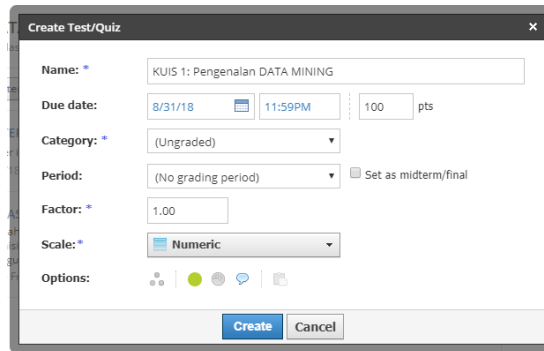 Create Test/Quiz ×
Name: * KUIS 1: Pengenalan DATA MINING
Due date: 8/31/18 11:59PM 100 pts
Category: * (Ungraded)
Period: (No grading period) Set as midterm/final
Factor: * 1.00
Scale:* Numeric
Options:
Create Cancel